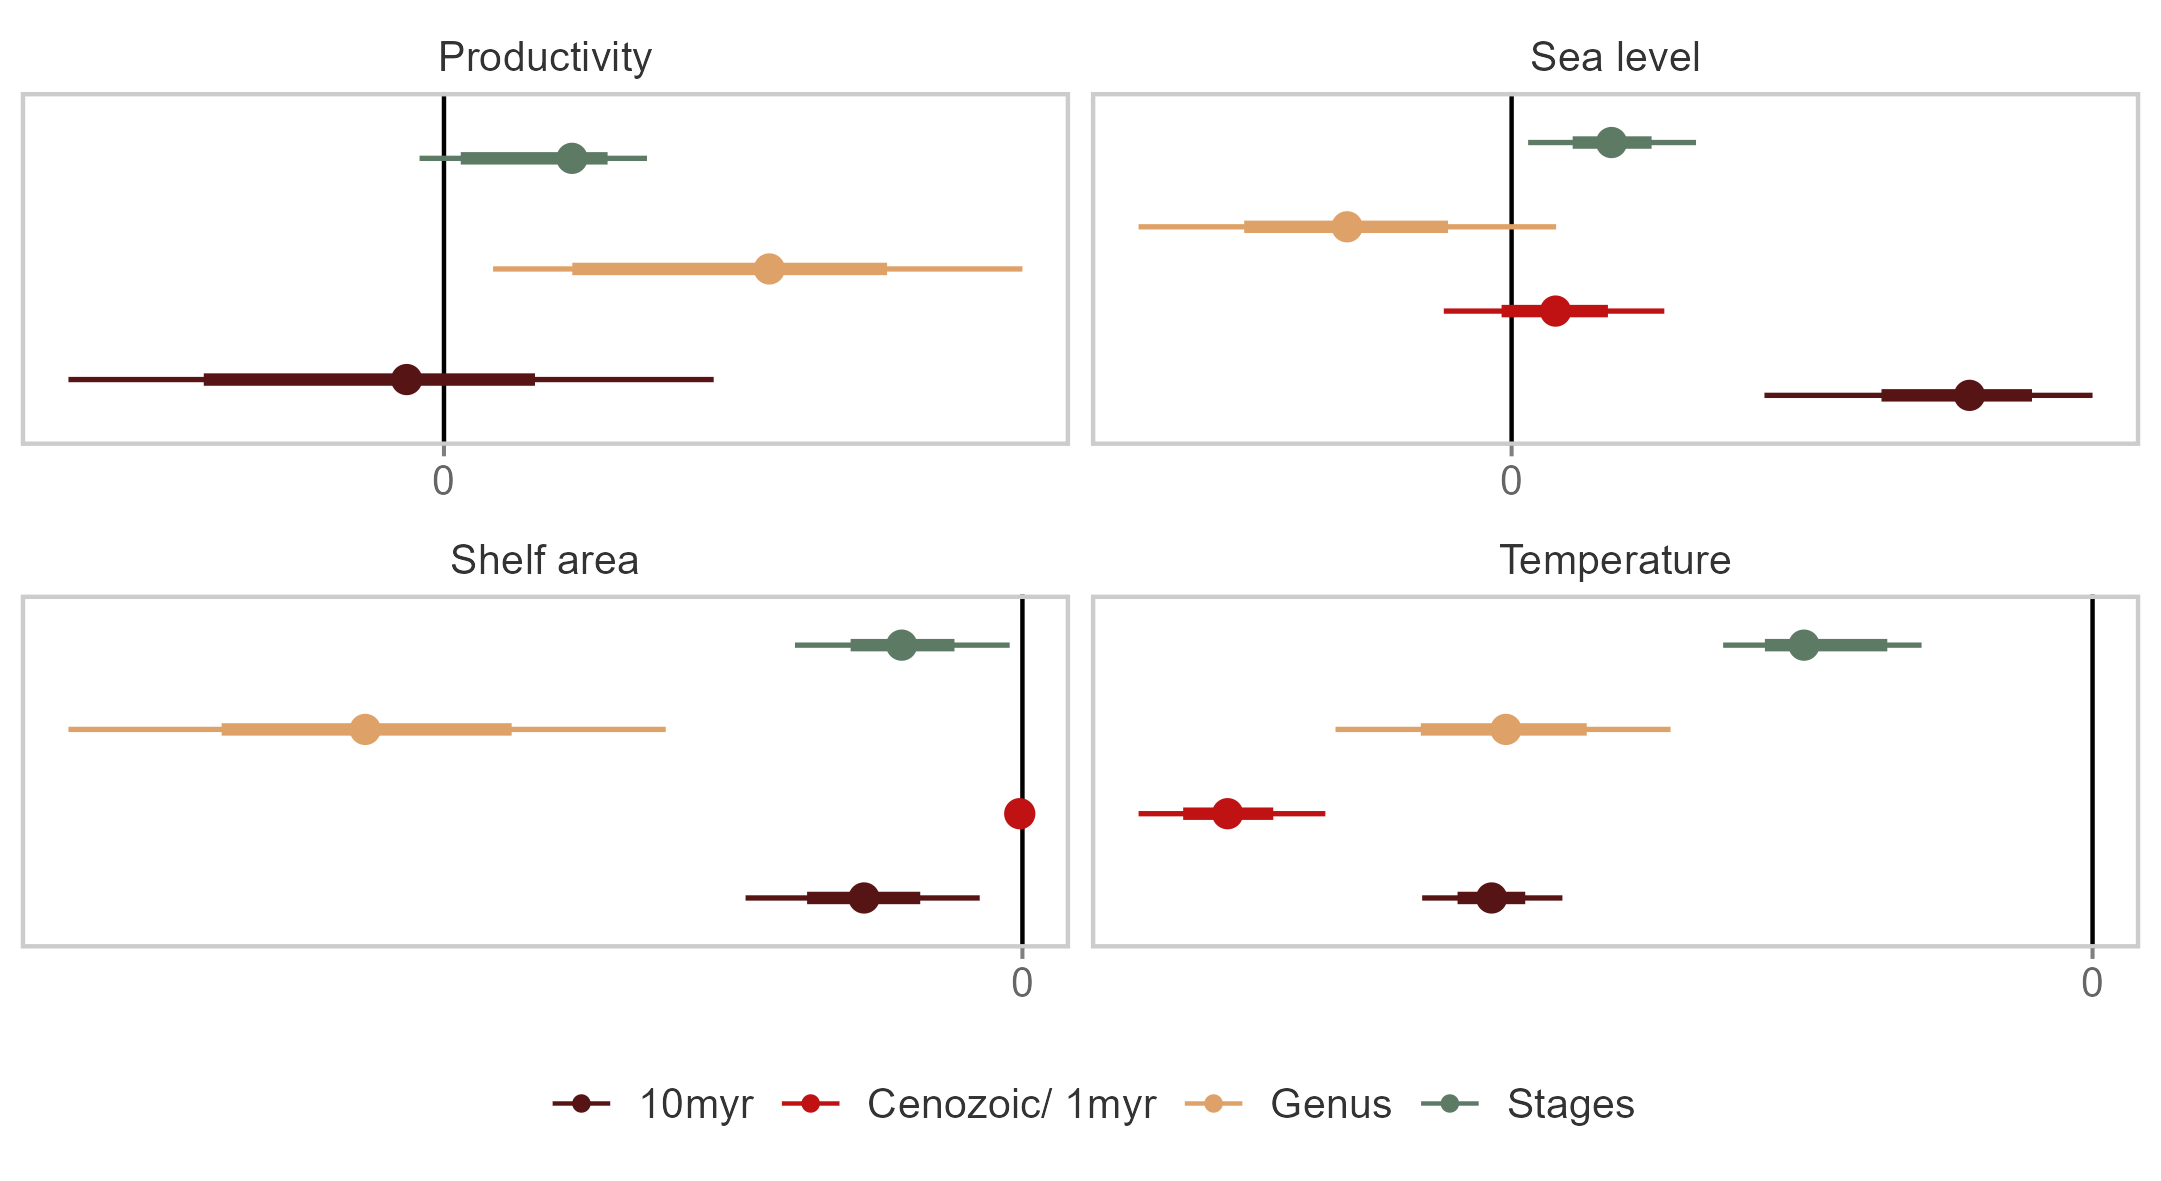 Productivity
Sea level
0
0
Shelf area
Temperature
0
0
10myr
Cenozoic/ 1myr
Genus
Stages